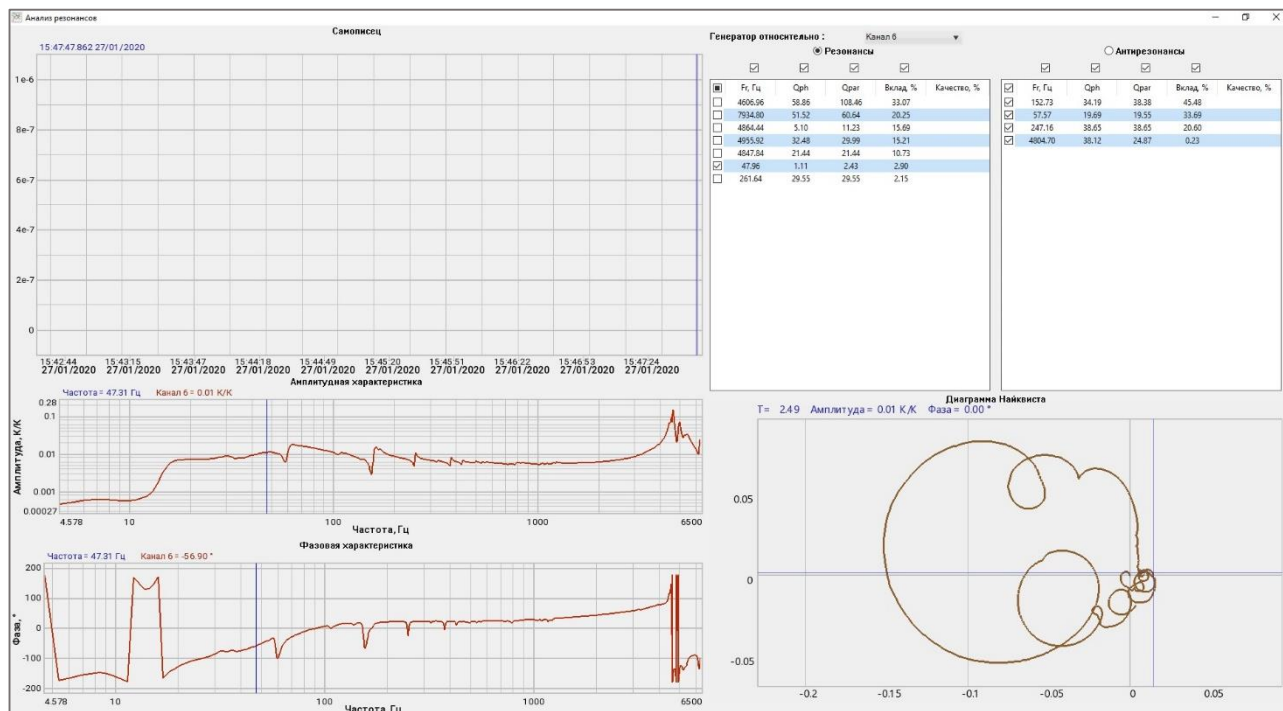 Анализ резонансов
Самописец
15:47:47.862 27/01/2020
1e-6
8e-7
6e-7
4e-7
2e-7
0
15:42:44 15:43:15 15:43:47 15:44:18 15:44:49 15:45:20 15:45:51 15:46:22 15:46:53 15:47:24
27/01/2020 27/01/2020 27/01/2020 27/01/2020 27/01/2020 27/01/2020 27/01/2020 27/01/2020 27/01/2020 27/01/2020
Генератор относительно : Канал 6
Резонансы
Fr, Гц Qph Qpar Вклад, % Качество, %
4606.96 58.86 108.46 33.07
7934.80 51.52 60.64 20.25
4864.44 5.10 11.23 15.69
4955.92 32.48 29.99 15.21
4847.84 21.44 21.44 10.73
47.96 1.11 2.43 2.90
261.64 29.55 29.55 2.15
Антирезонансы
Fr, Гц Qph Qpar Вклад, % Качество, %
152.73 34.19 38.38 45.48
57.57 19.69 19.55 33.69
247.16 38.65 38.65 20.60
4804.70 38.12 24.87 0.23
Амплитудная характеристика
Частота = 47.31 Гц Канал 6 = 0.01 К/К
Амплитуда, К/К
0.28
0.1
0.01
0.001
0.00027
4.578 10 100 1000 6500
Частота, Гц
Фазовая характеристика
Частота = 47.31 Гц Канал 6 = -56.90 °
Фаза, °
200
100
0
-100
-200
4.578 10 100 1000 6500
Частота, Гц
Диаграмма Найквиста
T = 2.49 Амплитуда = 0.01 К/К Фаза = 0.00 °
0.05
0
-0.05
-0.2 -0.15 -0.1 -0.05 0 0.05